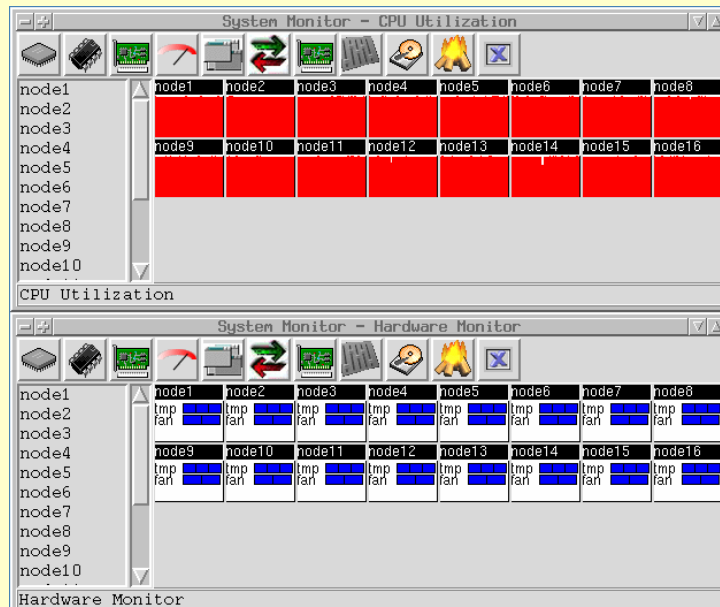 System Monitor - CPU Utilization
node1
node2
node3
node4
node5
node6
node7
node8
node9
node10
node1 node2 node3 node4 node5 node6 node7 node8
node9 node10 node11 node12 node13 node14 node15 node16
CPU Utilization
System Monitor - Hardware Monitor
node1
node2
node3
node4
node5
node6
node7
node8
node9
node10
node1 node2 node3 node4 node5 node6 node7 node8
tmp tmp tmp tmp tmp tmp tmp tmp
fan fan fan fan fan fan fan fan
node9 node10 node11 node12 node13 node14 node15 node16
tmp tmp tmp tmp tmp tmp tmp tmp
fan fan fan fan fan fan fan fan
Hardware Monitor